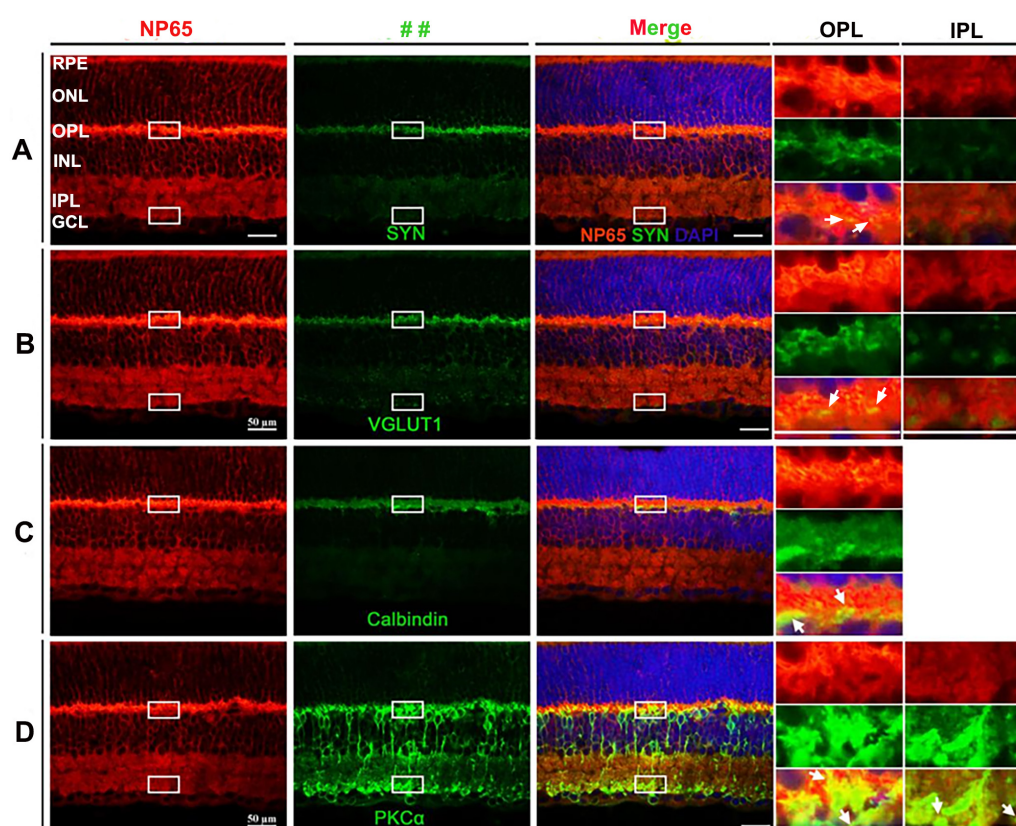 NP65 ## Merge OPL IPL
A
RPE
ONL
OPL
INL
IPL
GCL
SYN
NP65 SYN DAPI
B
50 µm
VGLUT1
C
Calbindin
D
50 µm
PKCα